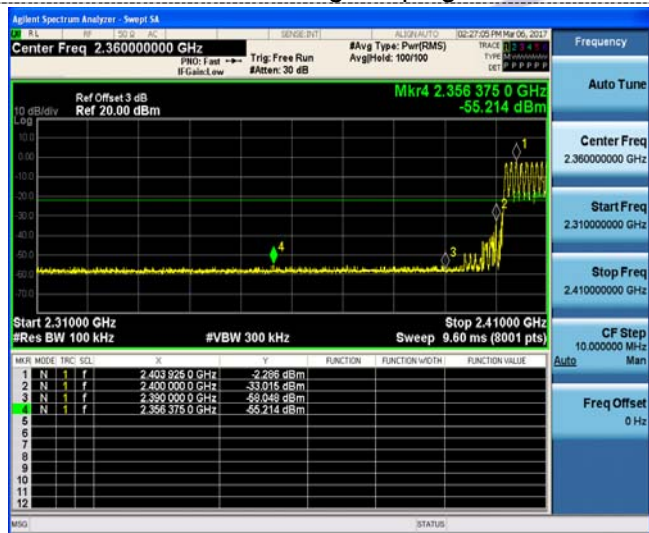 Agilent Spectrum Analyzer - Swept SA
RL RF 50 Ω AC SENSE:INT ALIGN AUTO 02:27:05 PM Mar 06, 2017
Center Freq 2.360000000 GHz
PNO: Fast Trig: Free Run
IFGain:Low #Atten: 30 dB
#Avg Type: Pwr(RMS)
Avg|Hold: 100/100
TRACE 1 2 3 4 5 6
TYPE
DET P P P P P P
Frequency
Mkr4 2.356 375 0 GHz
-55.214 dBm
Ref Offset 3 dB
10 dB/div Ref 20.00 dBm
Log
10.0
0.00
-10.0
-20.0
-30.0
-40.0
-50.0
-60.0
-70.0
1
2
3
4
Start 2.31000 GHz Stop 2.41000 GHz
#Res BW 100 kHz #VBW 300 kHz Sweep 9.60 ms (8001 pts)
MKR MODE TRC SCL X Y FUNCTION FUNCTION WIDTH FUNCTION VALUE
1 N 1 f 2.403 925 0 GHz -2.286 dBm
2 N 1 f 2.400 000 0 GHz -33.015 dBm
3 N 1 f 2.390 000 0 GHz -58.048 dBm
4 N 1 f 2.356 375 0 GHz -55.214 dBm
5
6
7
8
9
10
11
12
MSG STATUS
Auto Tune
Center Freq
2.360000000 GHz
Start Freq
2.310000000 GHz
Stop Freq
2.410000000 GHz
CF Step
10.000000 MHz
Auto Man
Freq Offset
0 Hz